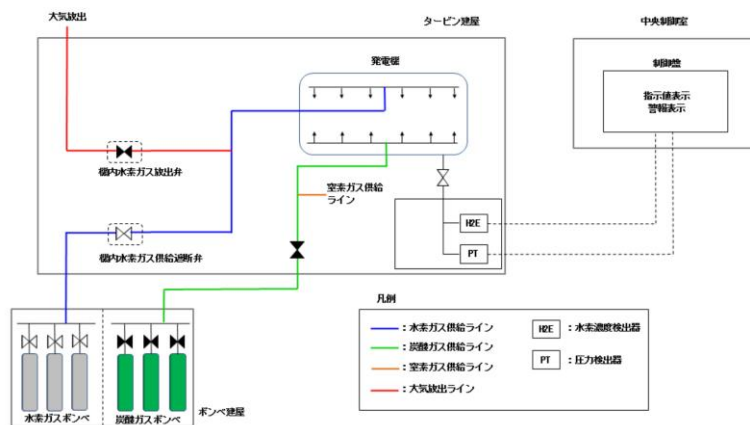 大気放出
タービン建屋
中央制御室
発電機
制御盤
指示値表示
警報表示
機内水素ガス放出弁
窒素ガス供給
ライン
H2E
機内水素ガス供給遮断弁
PT
凡例
：水素ガス供給ライン
H2E
：水素濃度検出器
：炭酸ガス供給ライン
：窒素ガス供給ライン
PT
：圧力検出器
：大気放出ライン
水素ガスボンベ
炭酸ガスボンベ
ボンベ建屋